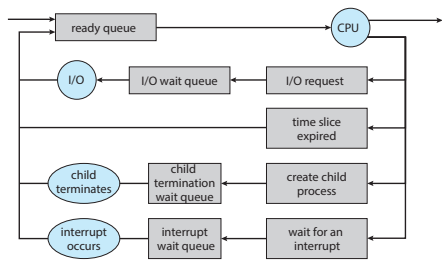 ready queue
CPU
I/O
I/O wait queue
I/O request
time slice
expired
child
terminates
child
termination
wait queue
create child
process
interrupt
occurs
interrupt
wait queue
wait for an
interrupt